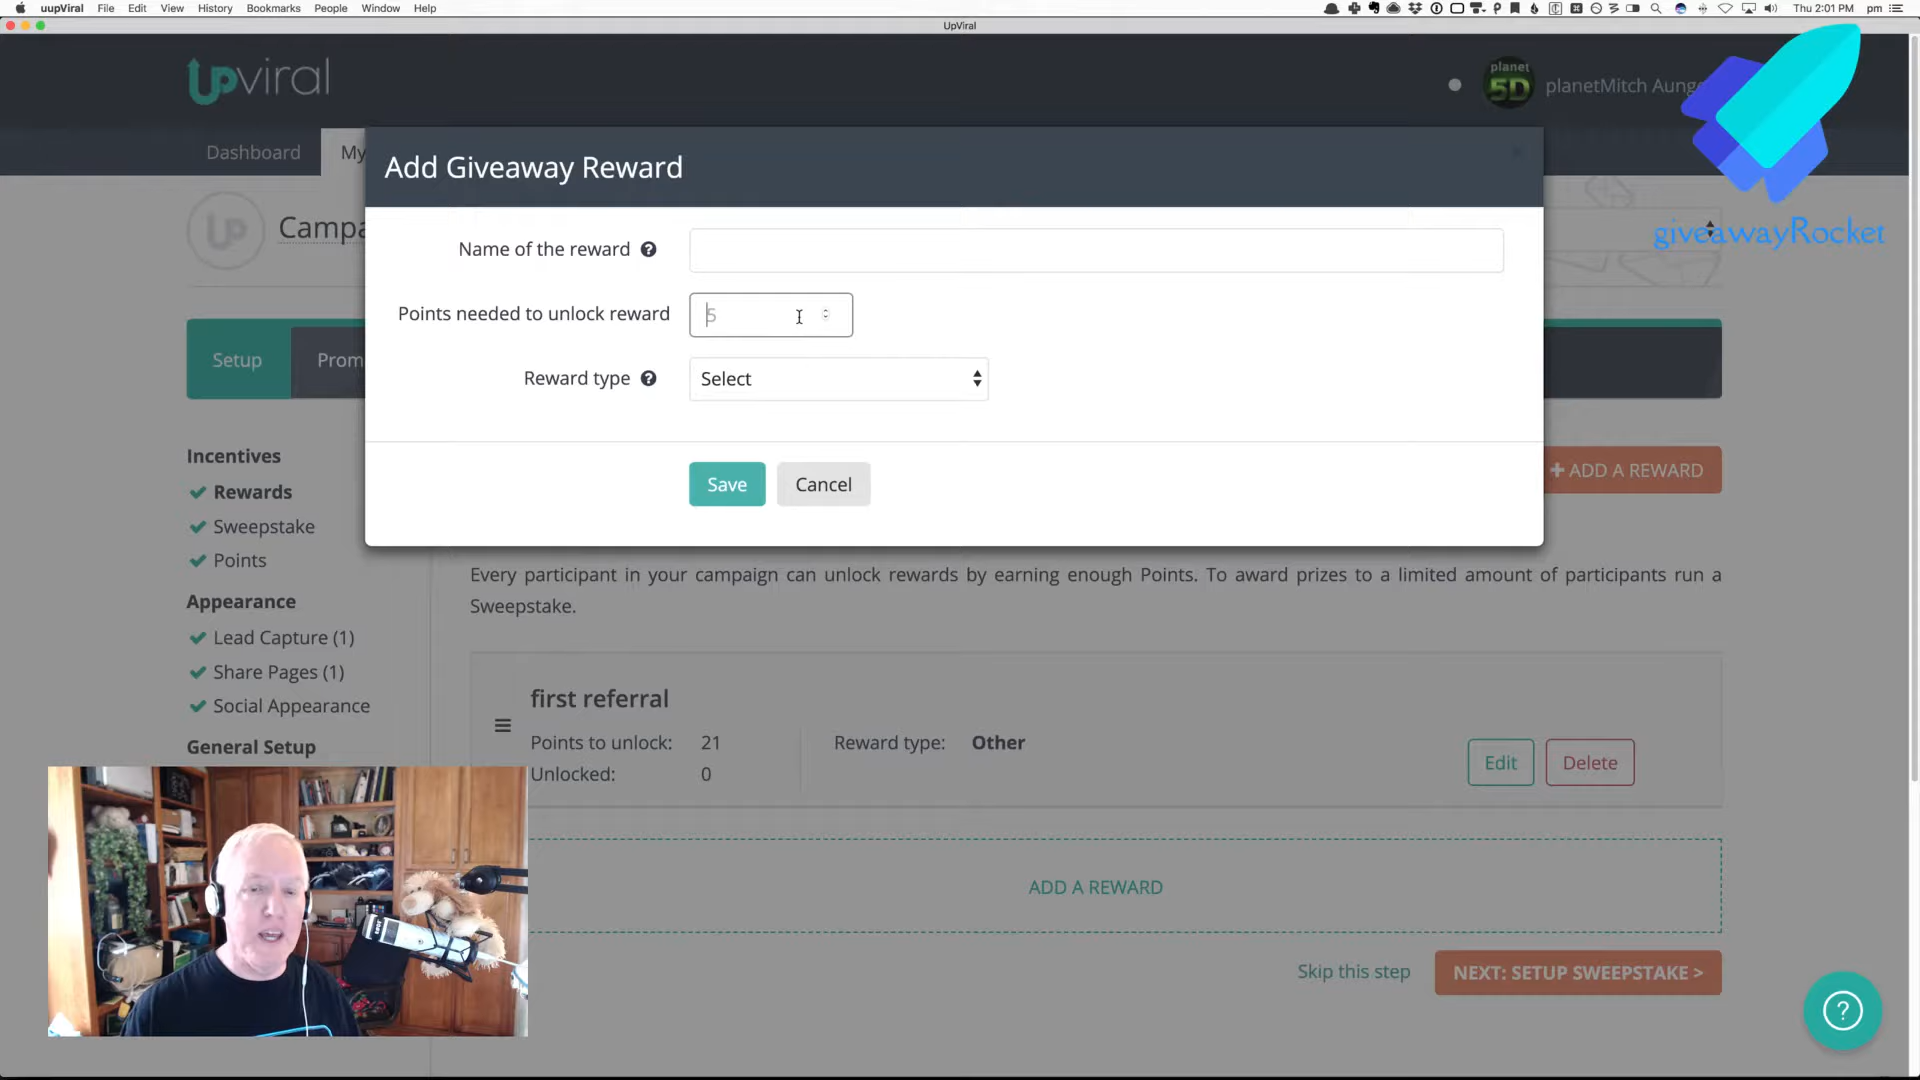 uupViral File Edit View History Bookmarks People Window Help
Thu 2:01 PM pm
UpViral
upviral
planet
5D
planetMitch Aung
Dashboard
My
Add Giveaway Reward
giveawayRocket
Campa
Name of the reward ?
Points needed to unlock reward 5
Reward type ? Select
Setup
Prom
Save Cancel
Incentives
Rewards
Sweepstake
Points
+ ADD A REWARD
Every participant in your campaign can unlock rewards by earning enough Points. To award prizes to a limited amount of participants run a
Sweepstake.
Appearance
Lead Capture (1)
Share Pages (1)
Social Appearance
General Setup
first referral
Points to unlock: 21
Unlocked: 0
Reward type: Other
Edit Delete
ADD A REWARD
Skip this step
NEXT: SETUP SWEEPSTAKE >
?